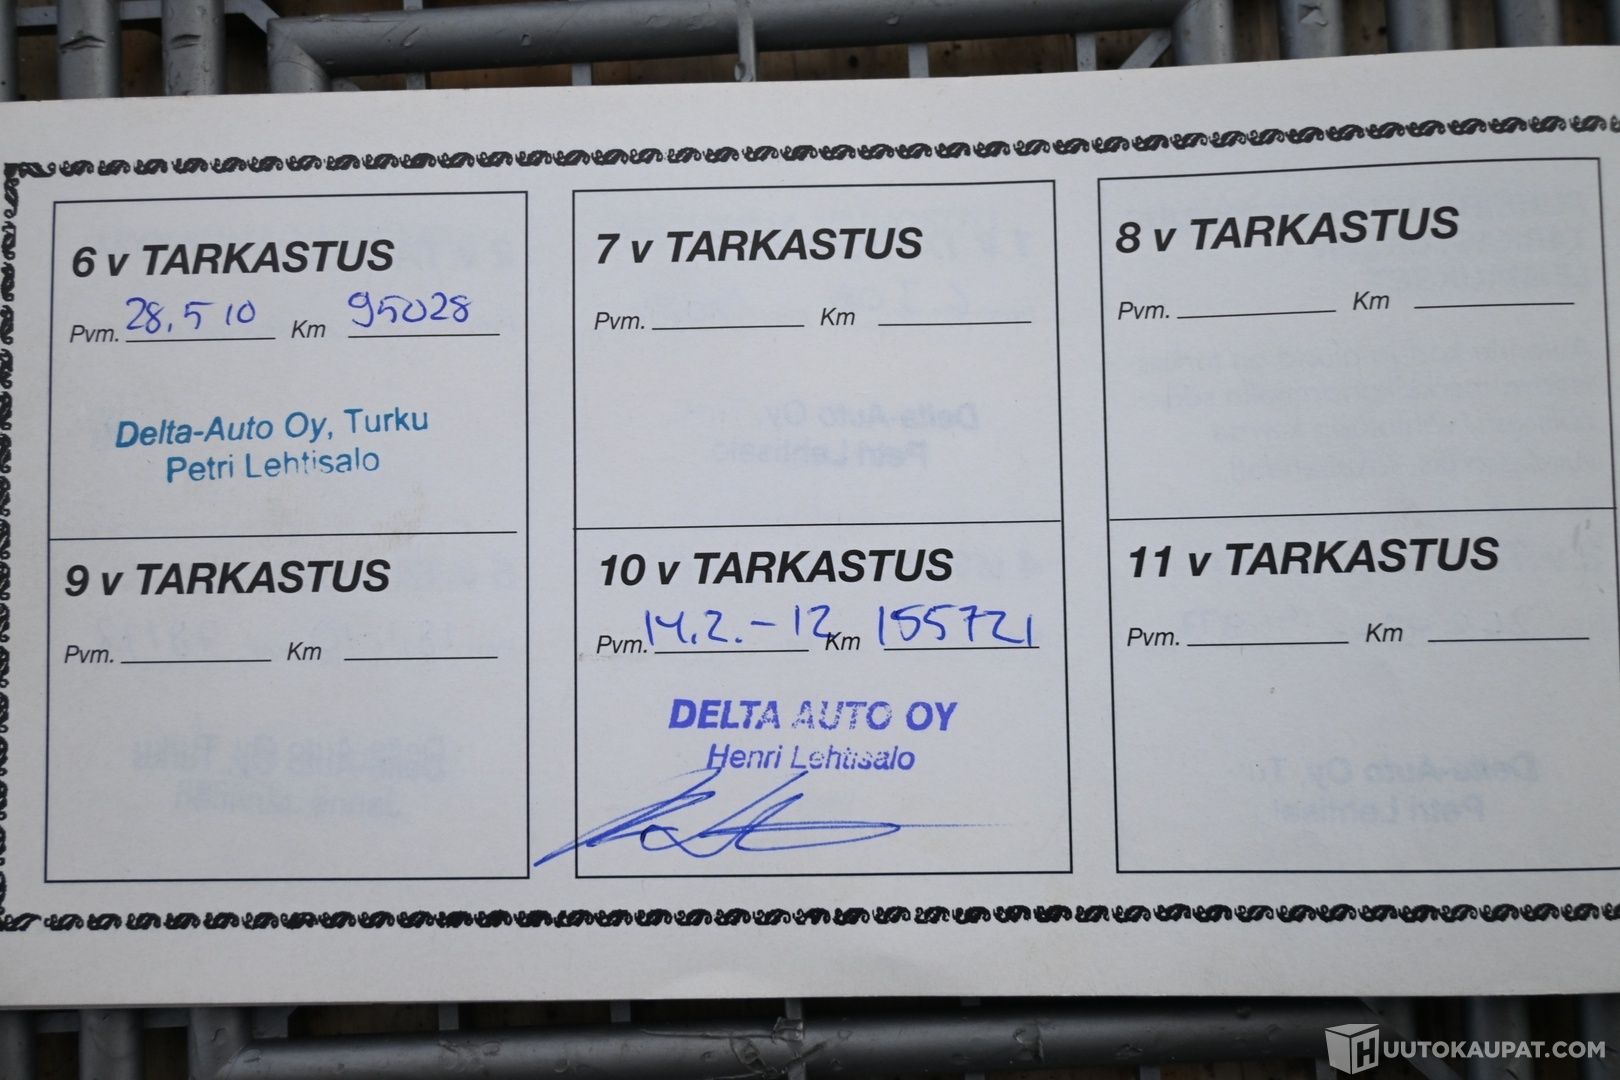 6 v TARKASTUS
Pvm. 28.5 10 Km 95028
Delta-Auto Oy, Turku
Petri Lehtisalo
7 v TARKASTUS
Pvm. Km
8 v TARKASTUS
Pvm. Km
9 v TARKASTUS
Pvm. Km
10 v TARKASTUS
Pvm. 14.2.-12 Km 155721
DELTA AUTO OY
Henri Lehtisalo
11 v TARKASTUS
Pvm. Km
HUUTOKAUPAT.COM